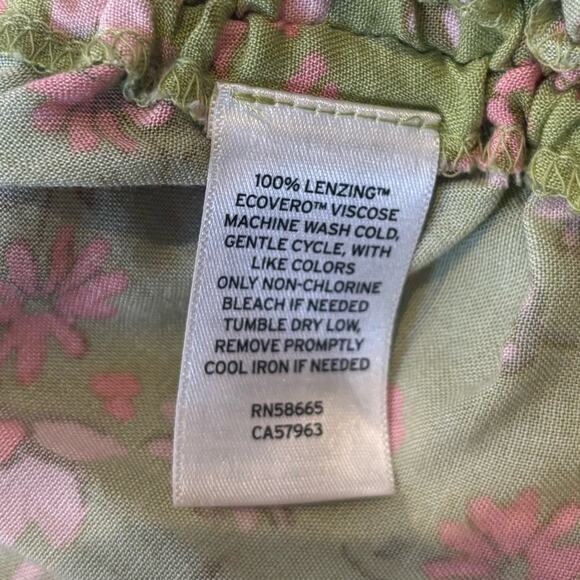 100% LENZING™
ECOVERO™ VISCOSE
MACHINE WASH COLD,
GENTLE CYCLE, WITH
LIKE COLORS
ONLY NON-CHLORINE
BLEACH IF NEEDED
TUMBLE DRY LOW,
REMOVE PROMPTLY
COOL IRON IF NEEDED
RN58665
CA57963